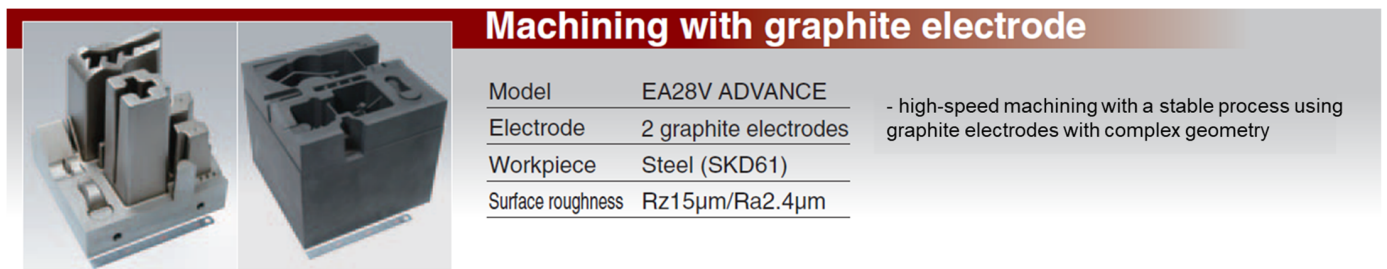 Machining with graphite electrode
Model EA28V ADVANCE
Electrode 2 graphite electrodes
Workpiece Steel (SKD61)
Surface roughness Rz15µm/Ra2.4µm
- high-speed machining with a stable process using
graphite electrodes with complex geometry